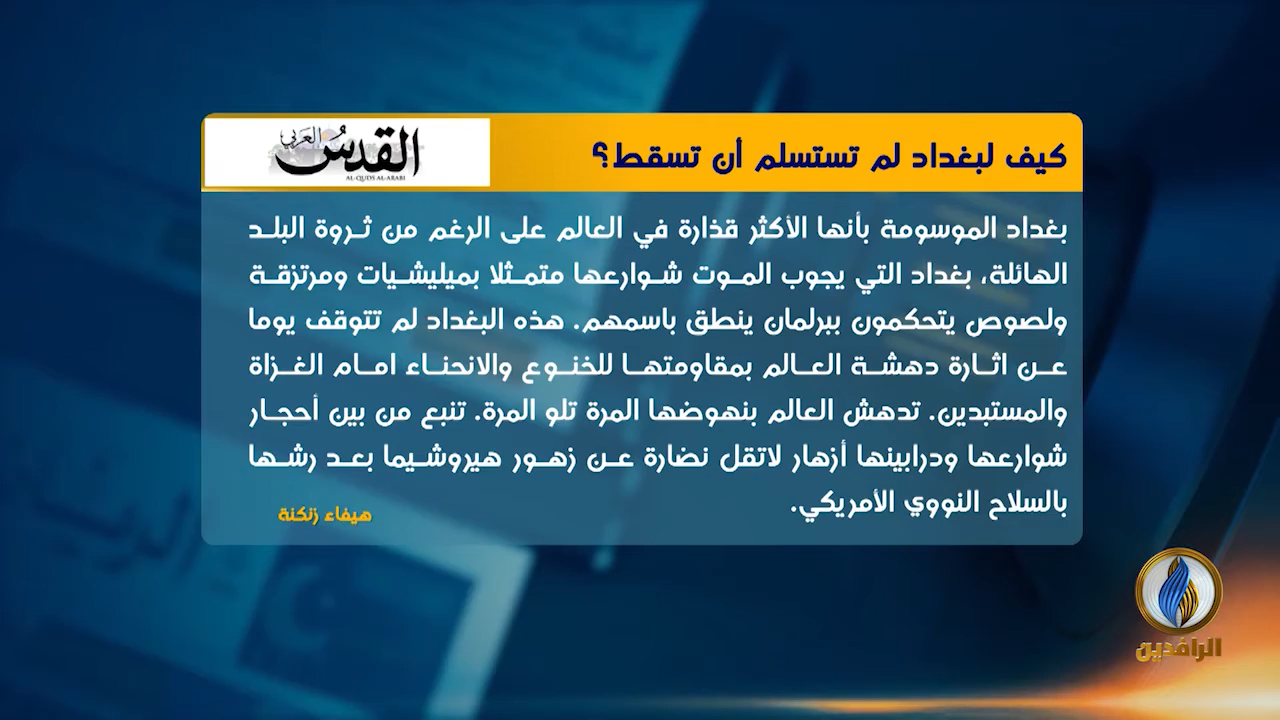 كيف لبغداد لم تستسلم أن تسقط؟
القدس العربي
AL-QUDS AL-ARABI
بغداد الموسومة بأنها الأكثر قذارة في العالم على الرغم من ثروة البلد
الهائلة، بغداد التي يجوب الموت شوارعها متمثلا بميليشيات ومرتزقة
ولصوص يتحكمون ببرلمان ينطق باسمهم. هذه البغداد لم تتوقف يوما
عن اثارة دهشة العالم بمقاومتها للخنوع والانحناء امام الغزاة
والمستبدين. تدهش العالم بنهوضها المرة تلو المرة. تنبع من بين أحجار
شوارعها ودرابينها أزهار لاتقل نضارة عن زهور هيروشيما بعد رشها
بالسلاح النووي الأمريكي.
هيفاء زنكنة
الرافدين